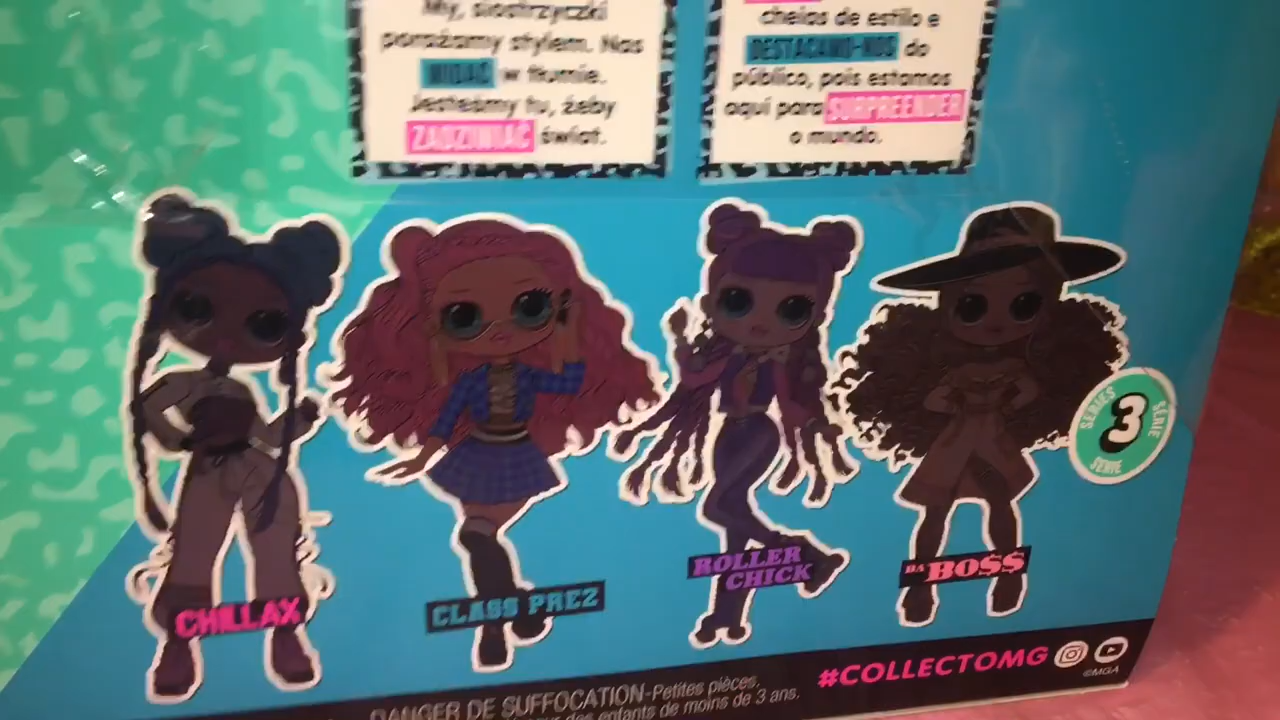 My, siostrzyczki
porażamy stylem. Nas
WIDAĆ w tłumie.
Jesteśmy tu, żeby
ZADZIWIAĆ świat.
cheias de estilo e
DESTACAMO-NOS do
público, pois estamos
aqui para SURPREENDER
o mundo.
SERIES
3
SÉRIE
SERIE
CHILLAX
CLASS PREZ
ROLLER
CHICK
DA BO$$
#COLLECTOMG
©MGA
DANGER DE SUFFOCATION-Petites pièces.
des enfants de moins de 3 ans.